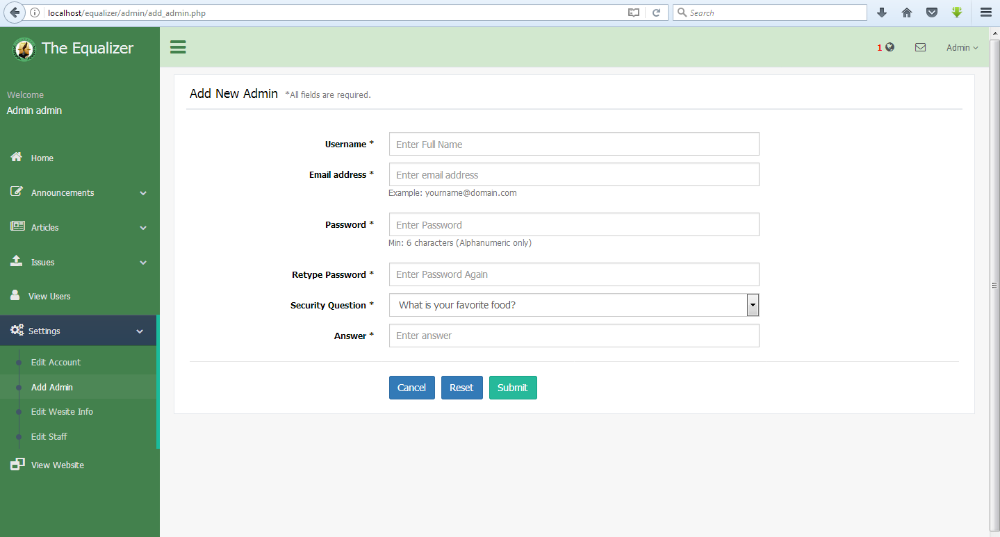 localhost/equalizer/admin/add_admin.php
Search
The Equalizer
1
Admin
Welcome
Admin admin
Home
Announcements
Articles
Issues
View Users
Settings
Edit Account
Add Admin
Edit Wesite Info
Edit Staff
View Website
Add New Admin *All fields are required.
Username * Enter Full Name
Email address * Enter email address
Example: yourname@domain.com
Password * Enter Password
Min: 6 characters (Alphanumeric only)
Retype Password * Enter Password Again
Security Question * What is your favorite food?
Answer * Enter answer
Cancel Reset Submit